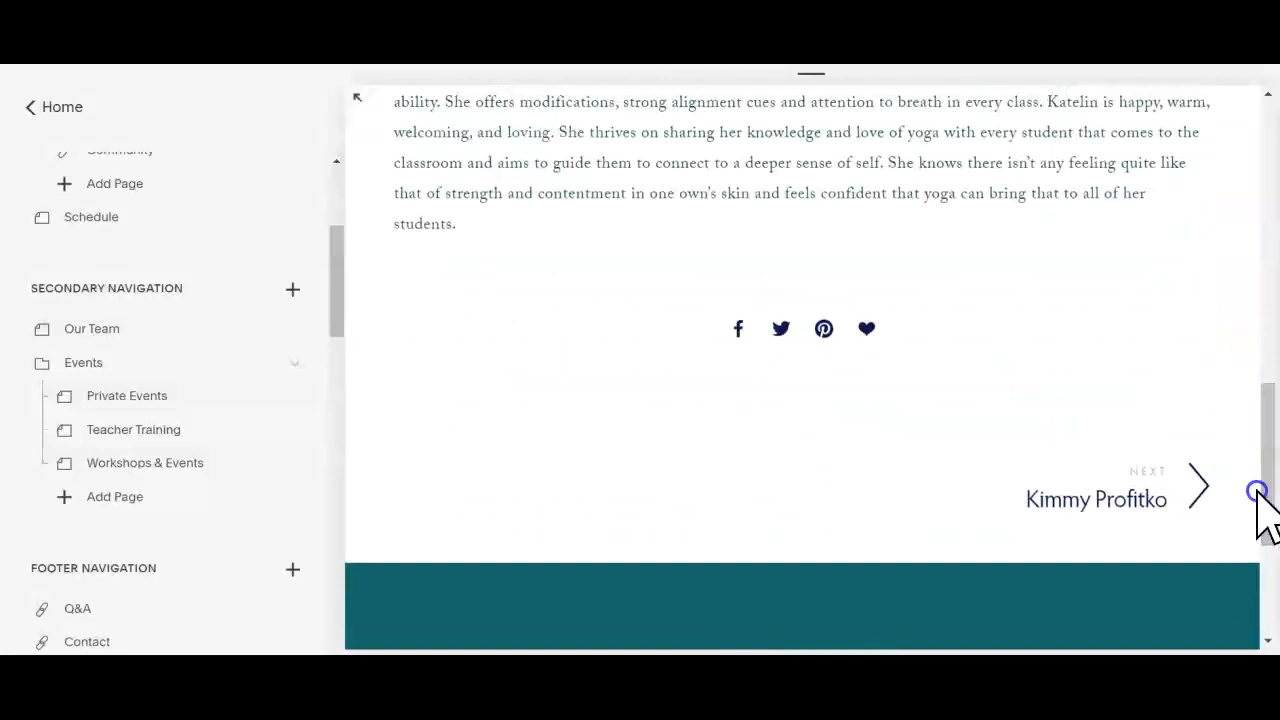 Home
Community
Add Page
Schedule
SECONDARY NAVIGATION
Our Team
Events
Private Events
Teacher Training
Workshops & Events
Add Page
FOOTER NAVIGATION
Q&A
Contact
ability. She offers modifications, strong alignment cues and attention to breath in every class. Katelin is happy, warm,
welcoming, and loving. She thrives on sharing her knowledge and love of yoga with every student that comes to the
classroom and aims to guide them to connect to a deeper sense of self. She knows there isn’t any feeling quite like
that of strength and contentment in one own’s skin and feels confident that yoga can bring that to all of her
students.
NEXT
Kimmy Profitko